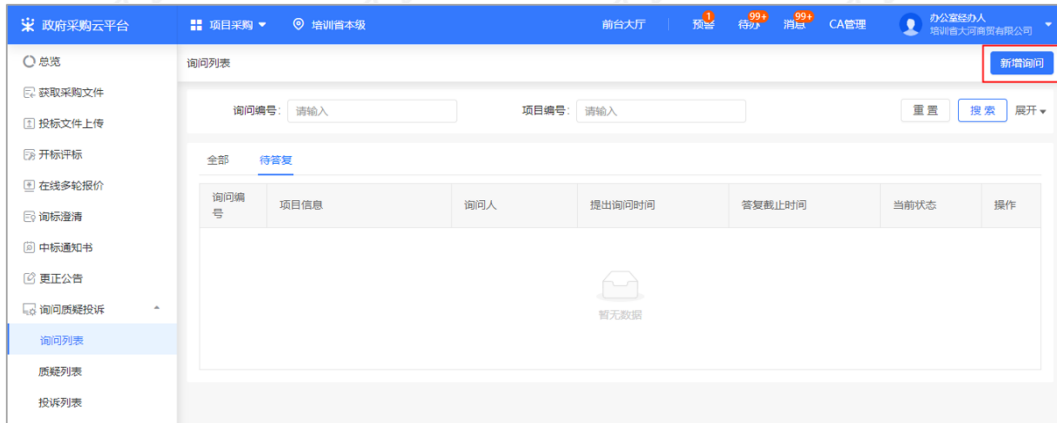 政府采购云平台
项目采购
培训省本级
前台大厅
预警
1
待办
99+
消息
99+
CA管理
办公室经办人
培训省大河商贸有限公司
总览
获取采购文件
投标文件上传
开标评标
在线多轮报价
询标澄清
中标通知书
更正公告
询问质疑投诉
询问列表
质疑列表
投诉列表
询问列表
新增询问
询问编号: 请输入
项目编号: 请输入
重置
搜索
展开
全部
待答复
询问编
号
项目信息
询问人
提出询问时间
答复截止时间
当前状态
操作
暂无数据